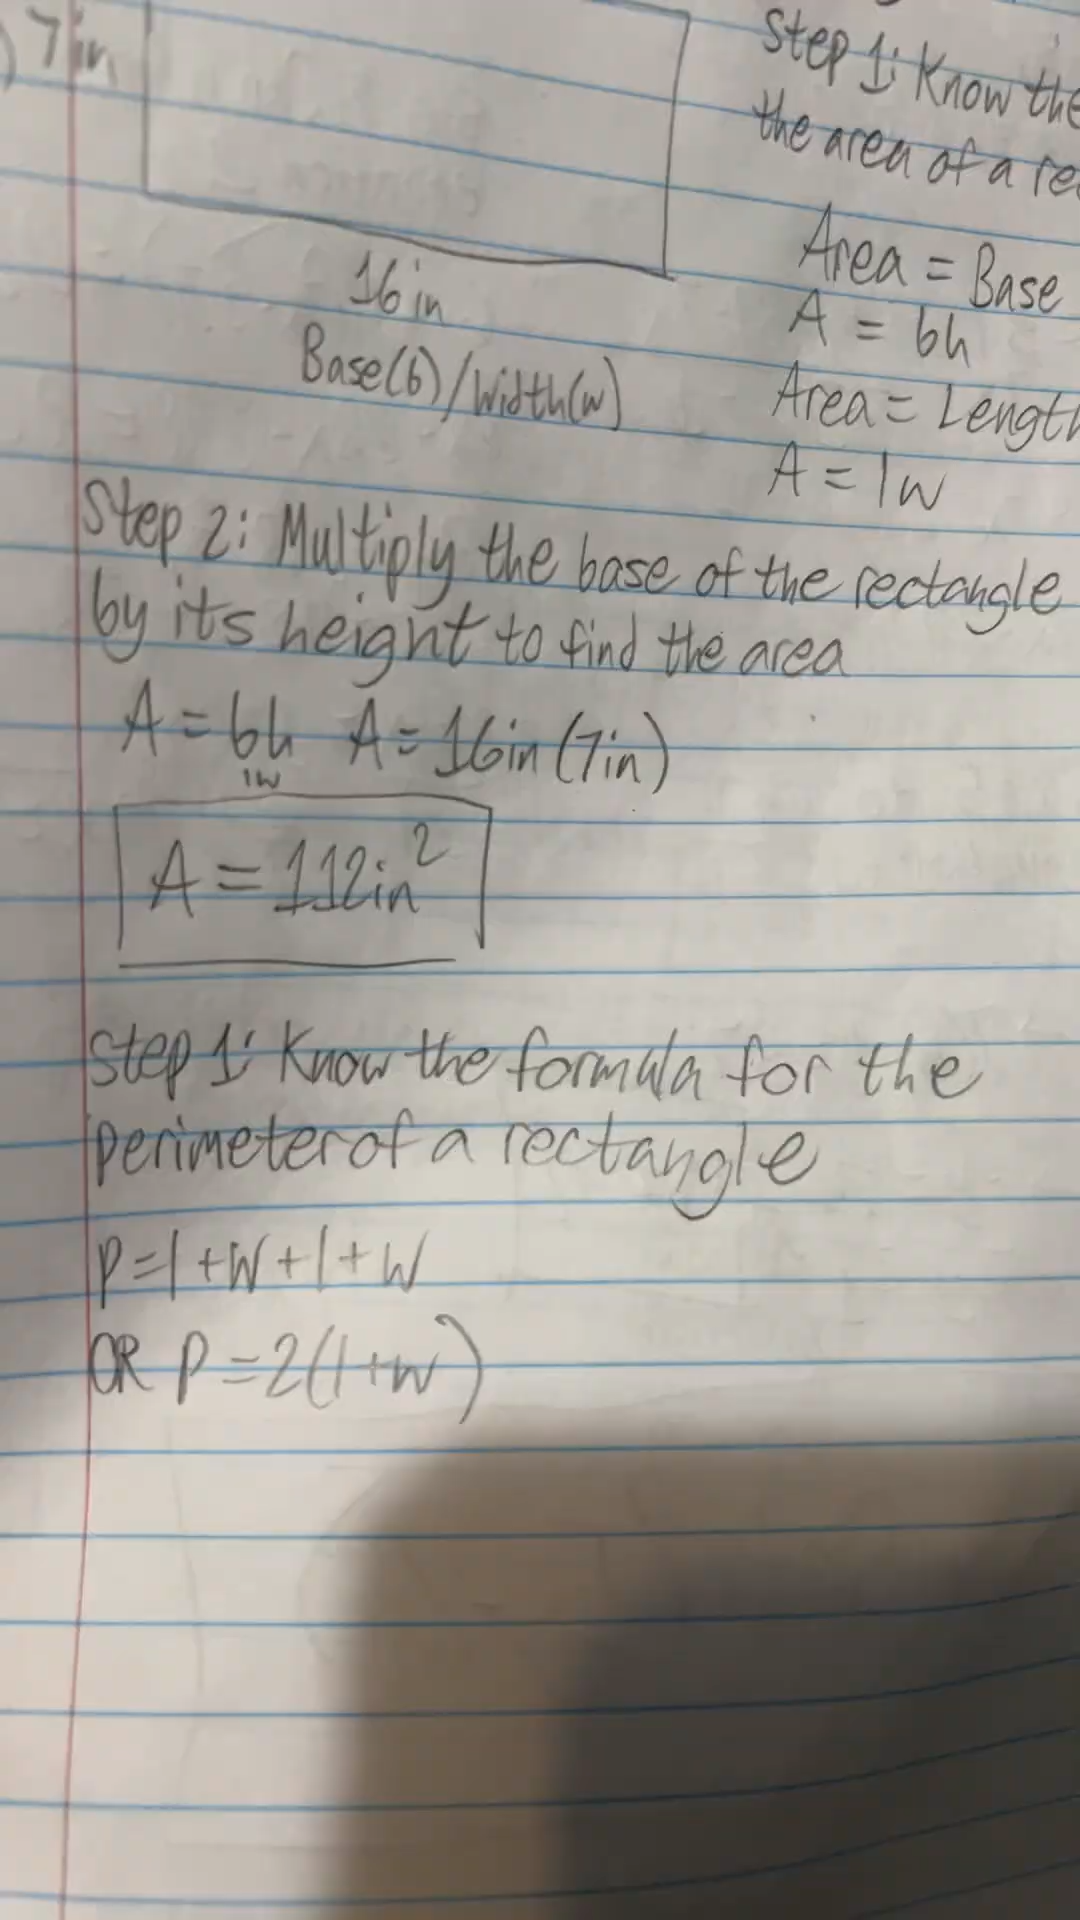 7in
Step 1: Know the
the area of a
Area = Base
A = bh
16 in
Base(b)/Width(w)
Area = Length
A = lw
Step 2: Multiply the base of the rectangle
by its height to find the area
A = bh A = 16in (7in)
lw
A = 112in²
Step 1: Know the formula for the
perimeter of a rectangle
P = l + w + l + w
OR P = 2(l + w)